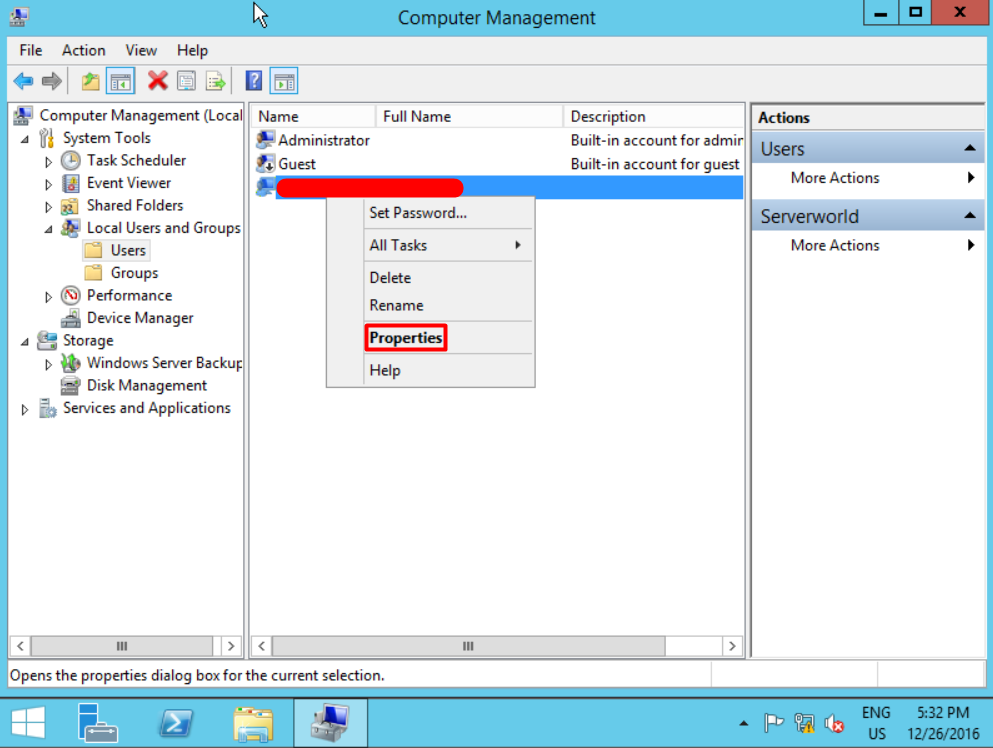 Computer Management
File Action View Help
Computer Management (Local
System Tools
Task Scheduler
Event Viewer
Shared Folders
Local Users and Groups
Users
Groups
Performance
Device Manager
Storage
Windows Server Backup
Disk Management
Services and Applications
Name Full Name Description
Administrator Built-in account for admin
Guest Built-in account for guest
Set Password...
All Tasks
Delete
Rename
Properties
Help
Actions
Users
More Actions
Serverworld
More Actions
Opens the properties dialog box for the current selection.
ENG 5:32 PM
US 12/26/2016